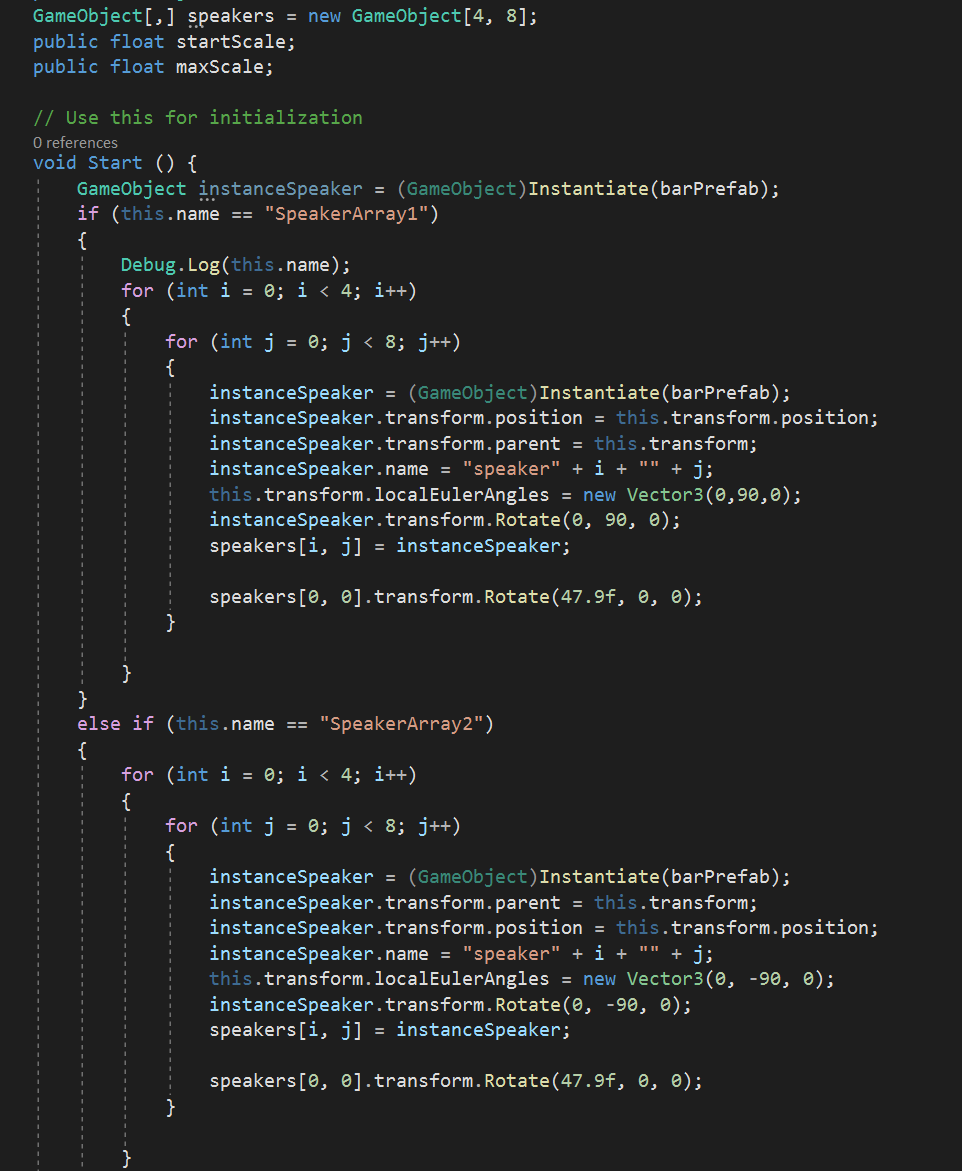 GameObject[,] speakers = new GameObject[4, 8];
public float startScale;
public float maxScale;
// Use this for initialization
0 references
void Start () {
GameObject instanceSpeaker = (GameObject)Instantiate(barPrefab);
if (this.name == "SpeakerArray1")
{
Debug.Log(this.name);
for (int i = 0; i < 4; i++)
{
for (int j = 0; j < 8; j++)
{
instanceSpeaker = (GameObject)Instantiate(barPrefab);
instanceSpeaker.transform.position = this.transform.position;
instanceSpeaker.transform.parent = this.transform;
instanceSpeaker.name = "speaker" + i + "" + j;
this.transform.localEulerAngles = new Vector3(0,90,0);
instanceSpeaker.transform.Rotate(0, 90, 0);
speakers[i, j] = instanceSpeaker;
speakers[0, 0].transform.Rotate(47.9f, 0, 0);
}
}
}
else if (this.name == "SpeakerArray2")
{
for (int i = 0; i < 4; i++)
{
for (int j = 0; j < 8; j++)
{
instanceSpeaker = (GameObject)Instantiate(barPrefab);
instanceSpeaker.transform.parent = this.transform;
instanceSpeaker.transform.position = this.transform.position;
instanceSpeaker.name = "speaker" + i + "" + j;
this.transform.localEulerAngles = new Vector3(0, -90, 0);
instanceSpeaker.transform.Rotate(0, -90, 0);
speakers[i, j] = instanceSpeaker;
speakers[0, 0].transform.Rotate(47.9f, 0, 0);
}
}